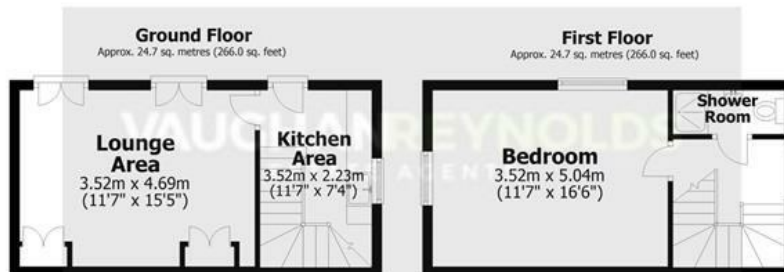 Ground Floor
Approx. 24.7 sq. metres (266.0 sq. feet)
Lounge
Area
3.52m x 4.69m
(11'7" x 15'5")
Kitchen
Area
3.52m x 2.23m
(11'7" x 7'4")
First Floor
Approx. 24.7 sq. metres (266.0 sq. feet)
Bedroom
3.52m x 5.04m
(11'7" x 16'6")
Shower
Room
VAUGHANREYNOLDS